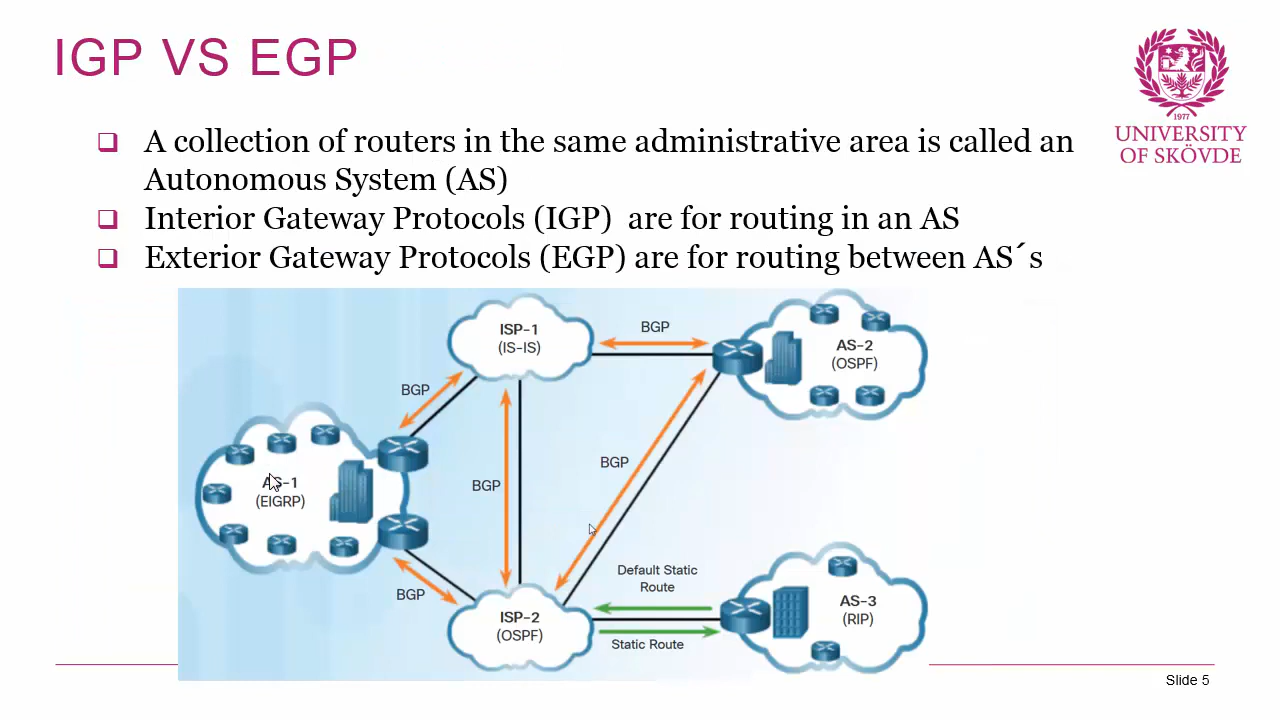 IGP VS EGP
1977
UNIVERSITY
OF SKÖVDE
A collection of routers in the same administrative area is called an
Autonomous System (AS)
Interior Gateway Protocols (IGP) are for routing in an AS
Exterior Gateway Protocols (EGP) are for routing between AS´s
ISP-1
(IS-IS)
BGP
AS-2
(OSPF)
BGP
BGP
BGP
AS-1
(EIGRP)
BGP
Default Static
Route
ISP-2
(OSPF)
AS-3
(RIP)
Static Route
Slide 5